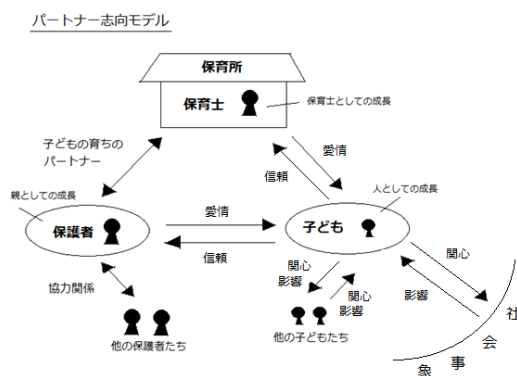 パートナー志向モデル
保育所
保育士
保育士としての成長
子どもの育ちの
パートナー
愛情
信頼
親としての成長
人としての成長
保護者
愛情
信頼
子ども
関心
影響
協力関係
関心
影響
関心
影響
他の保護者たち
他の子どもたち
社
会
事
象